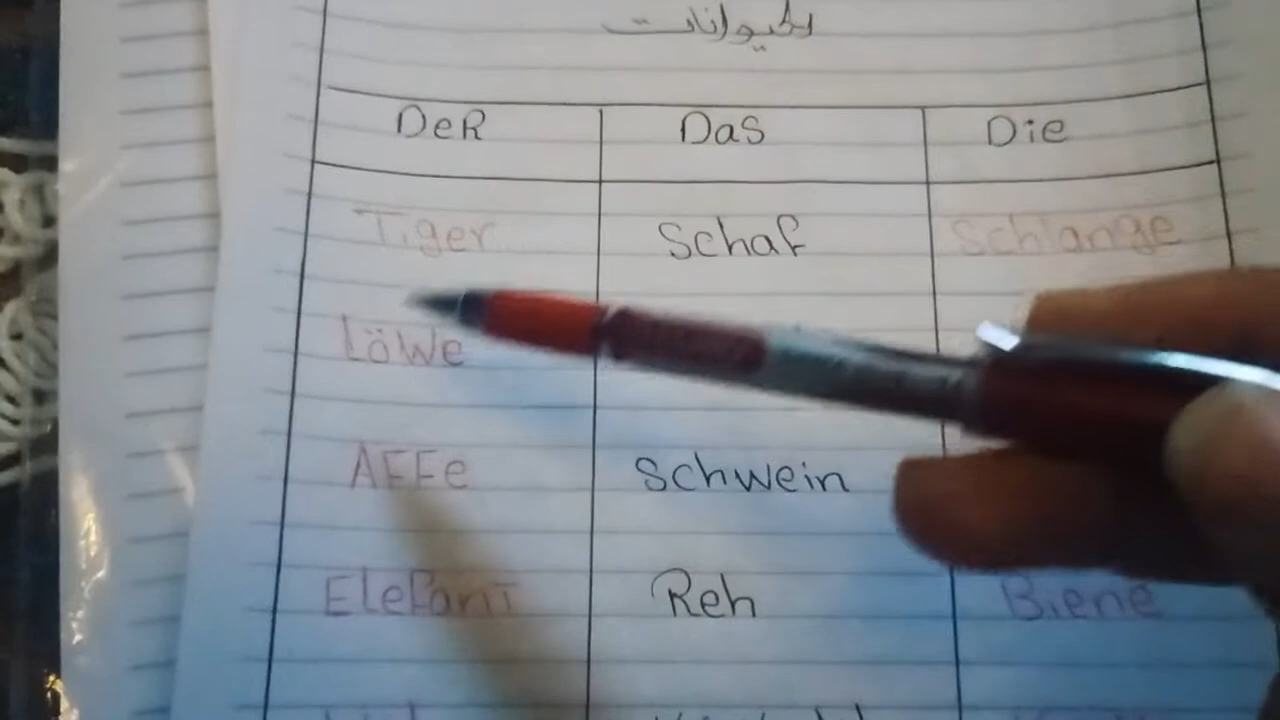 الحيوانات
DeR Das Die
Tiger Schaf Schlange
Löwe
AFFe Schwein
Elefant Reh Biene